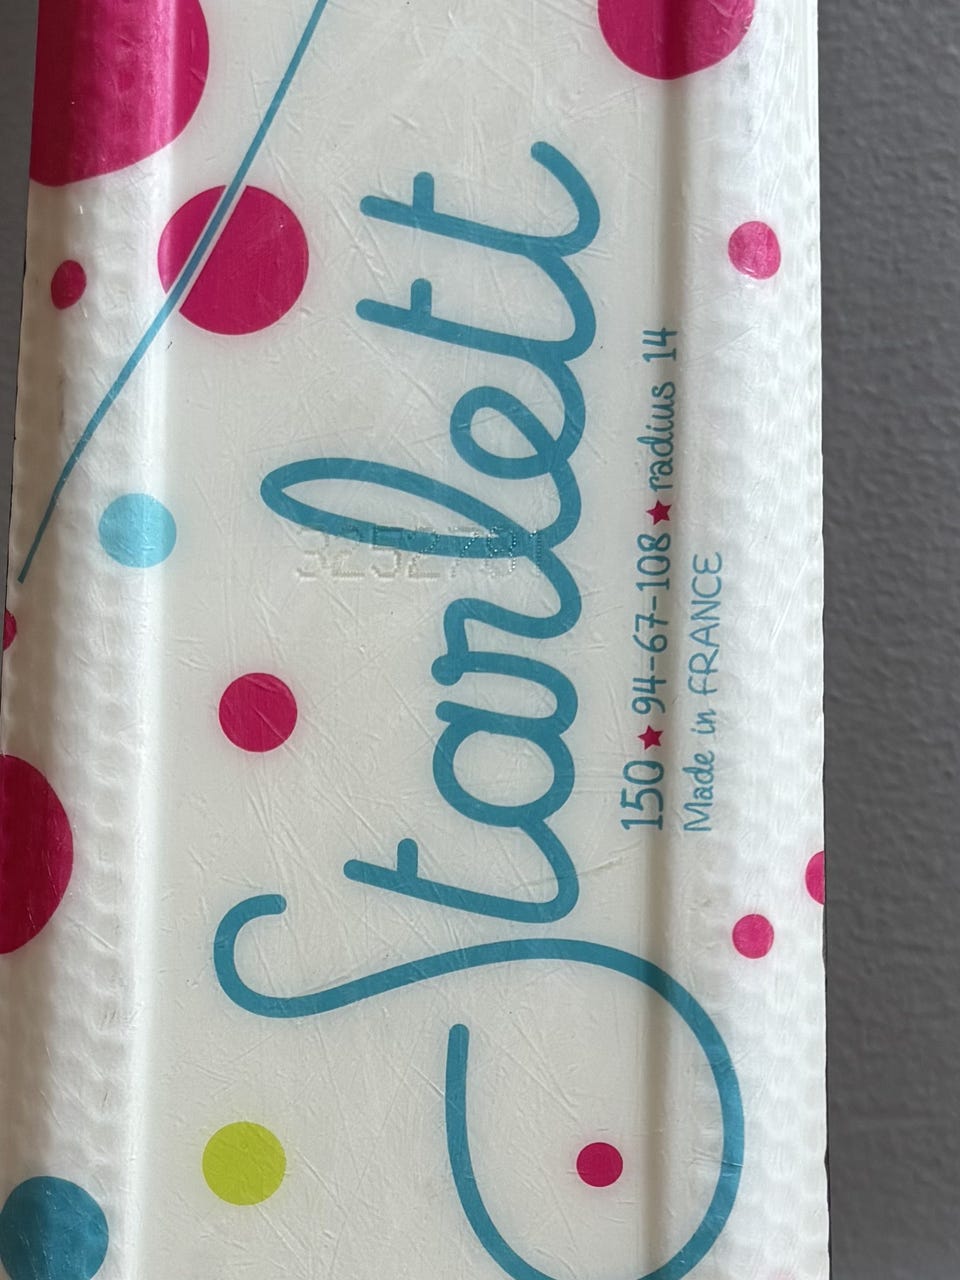 Starlett
150 ★ 94-67-108 ★ radius 14
Made in FRANCE